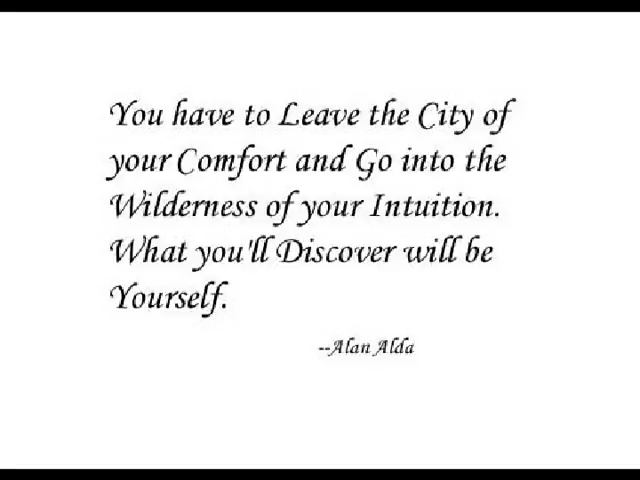 You have to Leave the City of
your Comfort and Go into the
Wilderness of your Intuition.
What you'll Discover will be
Yourself.
--Alan Alda